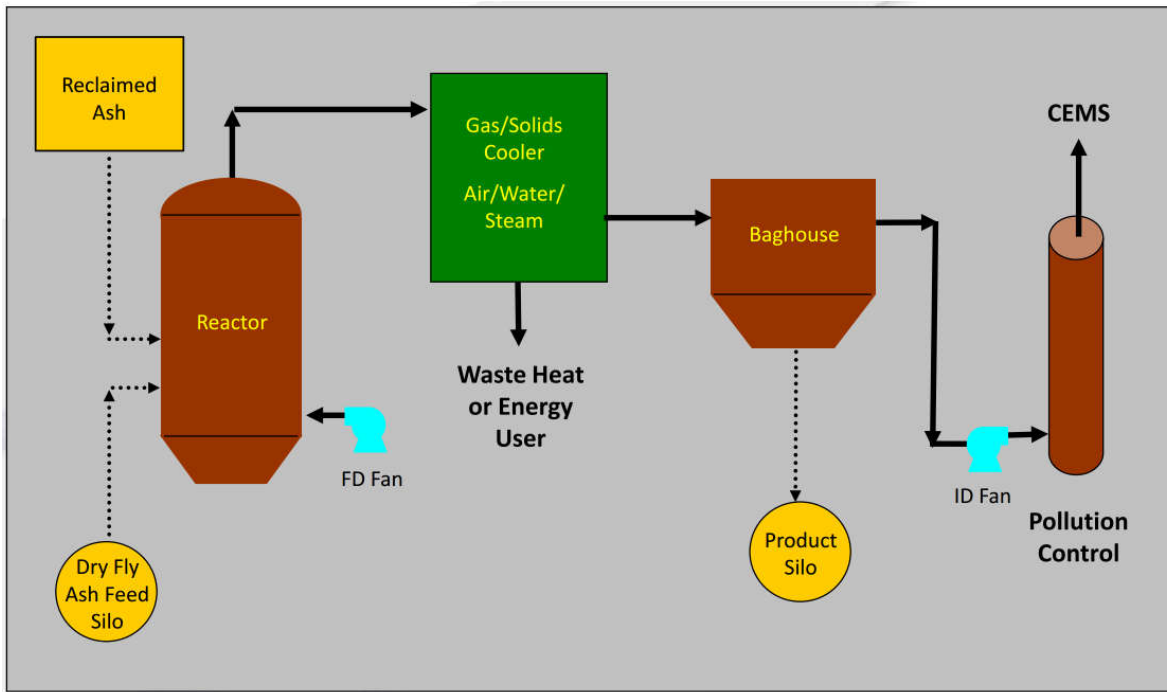 Reclaimed
Ash
Gas/Solids
Cooler
Air/Water/
Steam
CEMS
Baghouse
Reactor
Waste Heat
or Energy
User
FD Fan
ID Fan
Product
Silo
Pollution
Control
Dry Fly
Ash Feed
Silo